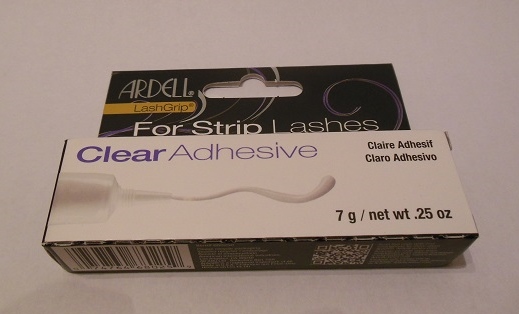 ARDELL®
LashGrip®
For Strip Lashes
Clear Adhesive
Claire Adhesif
Claro Adhesivo
7 g / net wt .25 oz